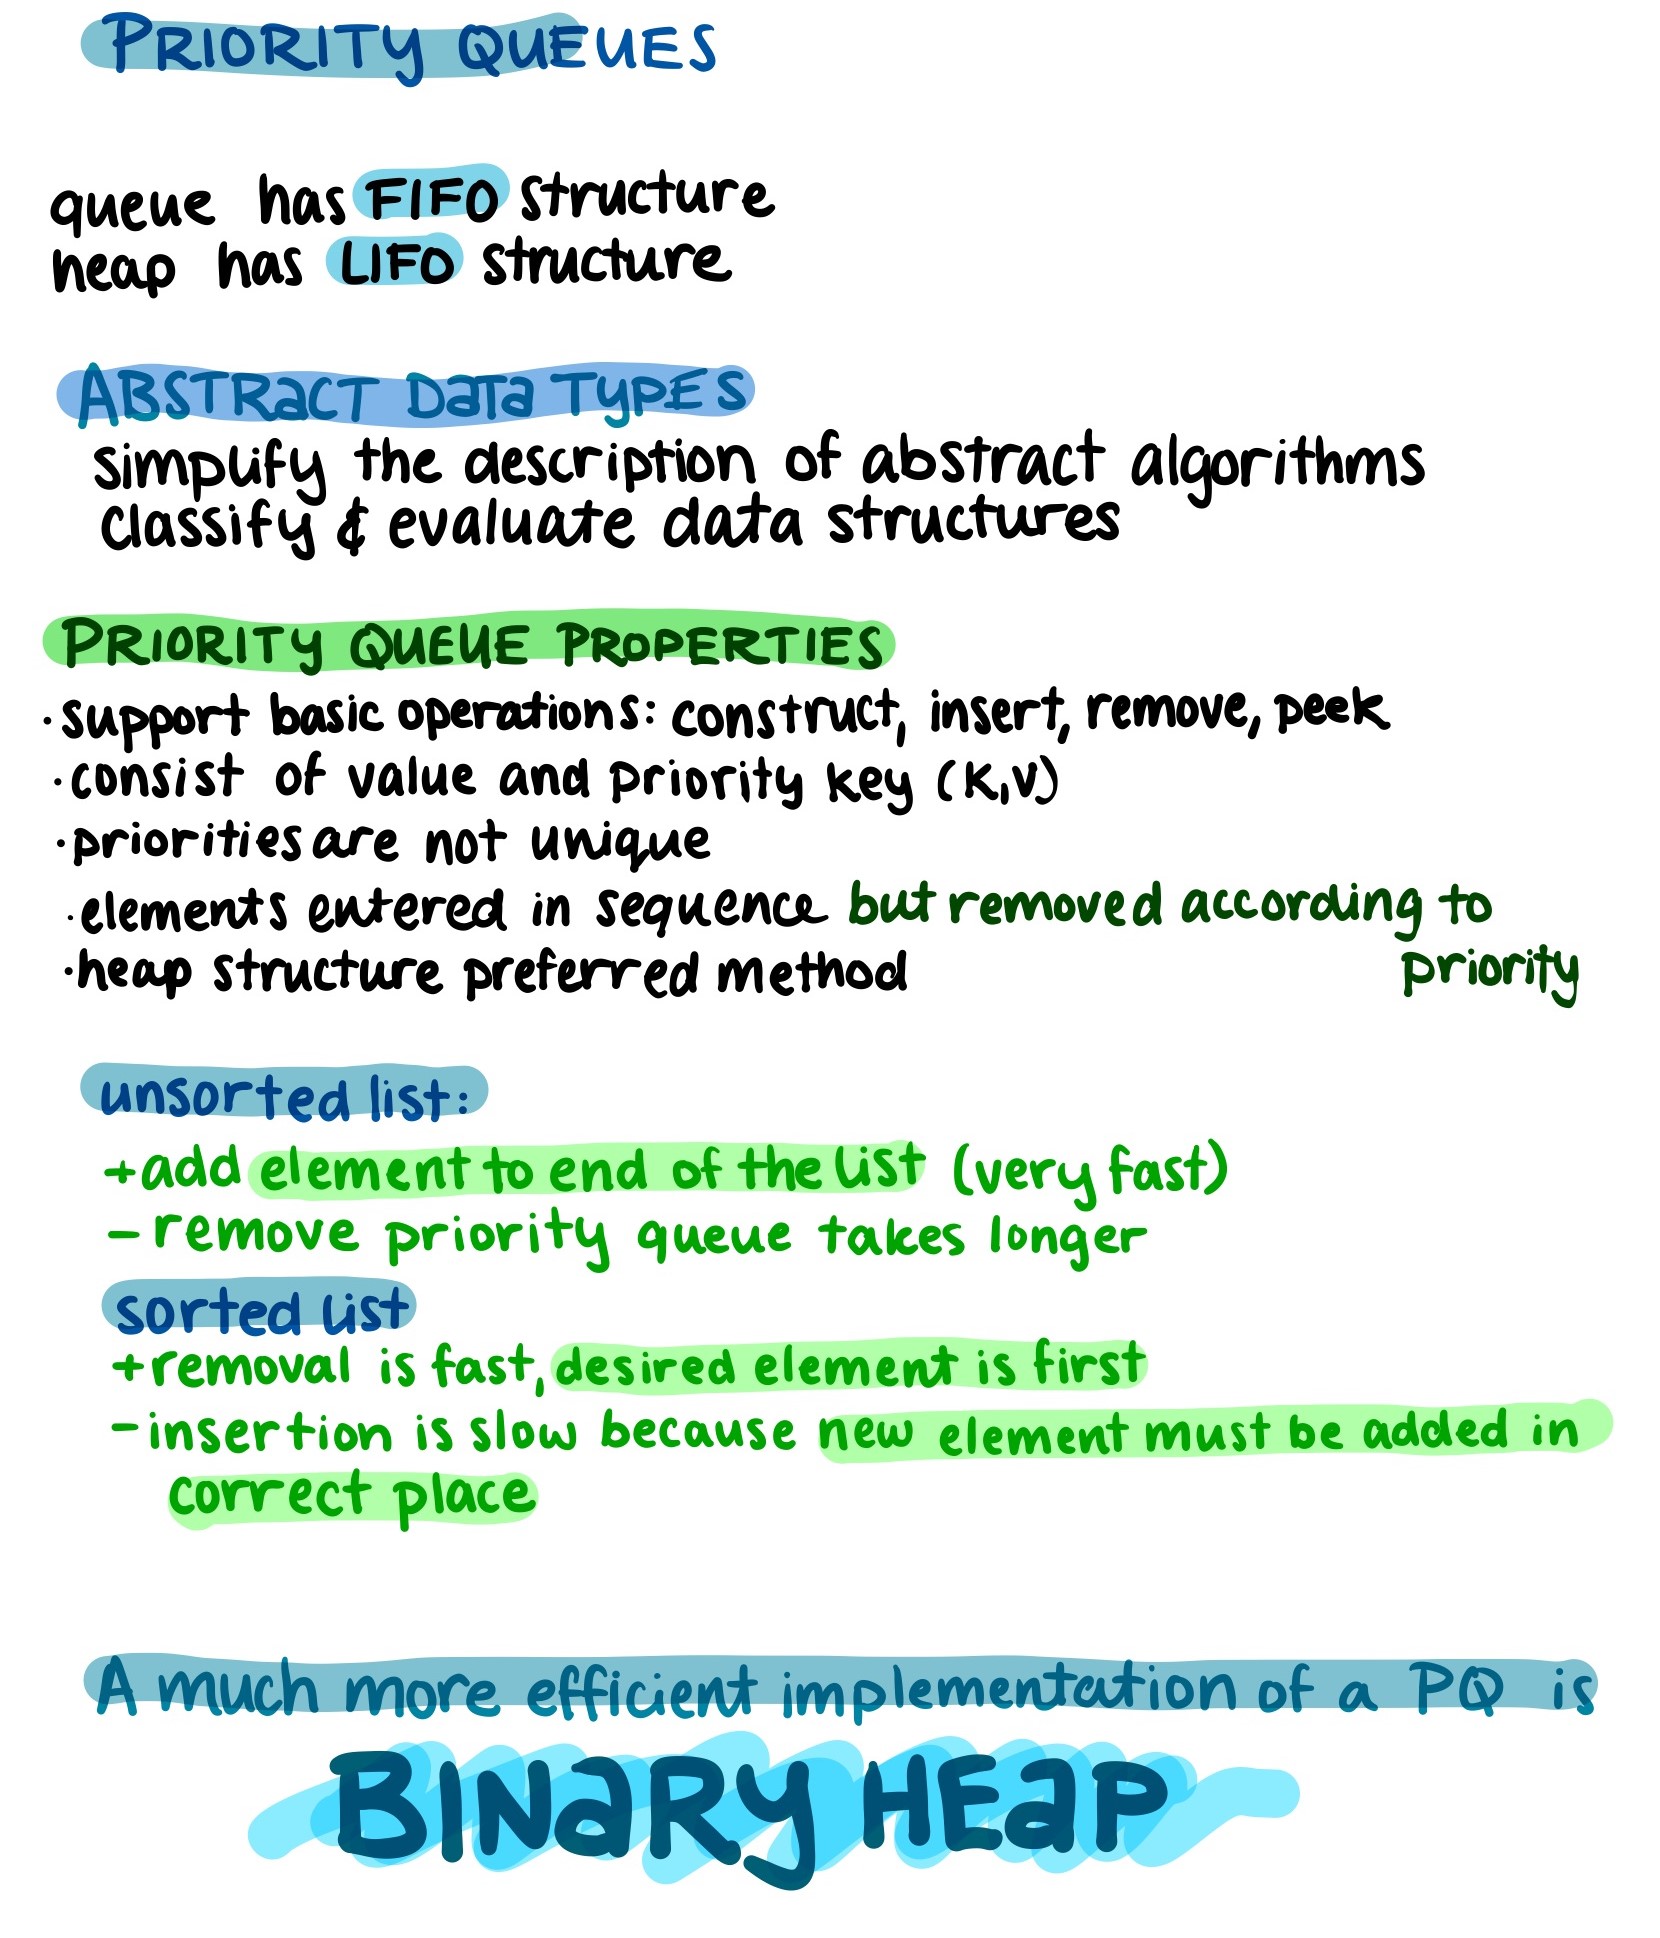 PRIORITY QUEUES
queue has FIFO structure
heap has LIFO structure
ABSTRACT DATA TYPES
simplify the description of abstract algorithms
classify & evaluate data structures
PRIORITY QUEUE PROPERTIES
· support basic operations: construct, insert, remove, peek
· consist of value and priority key (K,V)
· priorities are not unique
· elements entered in sequence but removed according to
priority
· heap structure preferred method
unsorted list:
+ add element to end of the list (very fast)
- remove priority queue takes longer
sorted list
+ removal is fast, desired element is first
- insertion is slow because new element must be added in
correct place
A much more efficient implementation of a PQ is
BINARY HEAP